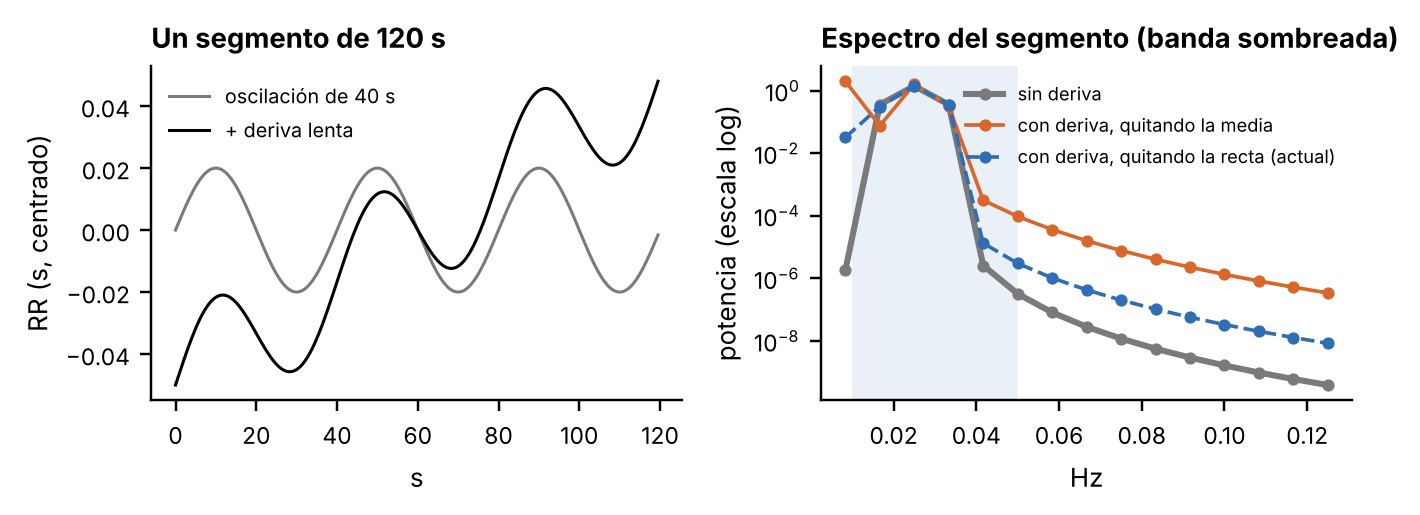 Un segmento de 120 s
oscilación de 40 s
+ deriva lenta
RR (s, centrado)
0.04
0.02
0.00
−0.02
−0.04
0
20
40
60
80
100
120
s
Espectro del segmento (banda sombreada)
sin deriva
con deriva, quitando la media
con deriva, quitando la recta (actual)
potencia (escala log)
10⁰
10⁻²
10⁻⁴
10⁻⁶
10⁻⁸
0.02
0.04
0.06
0.08
0.10
0.12
Hz